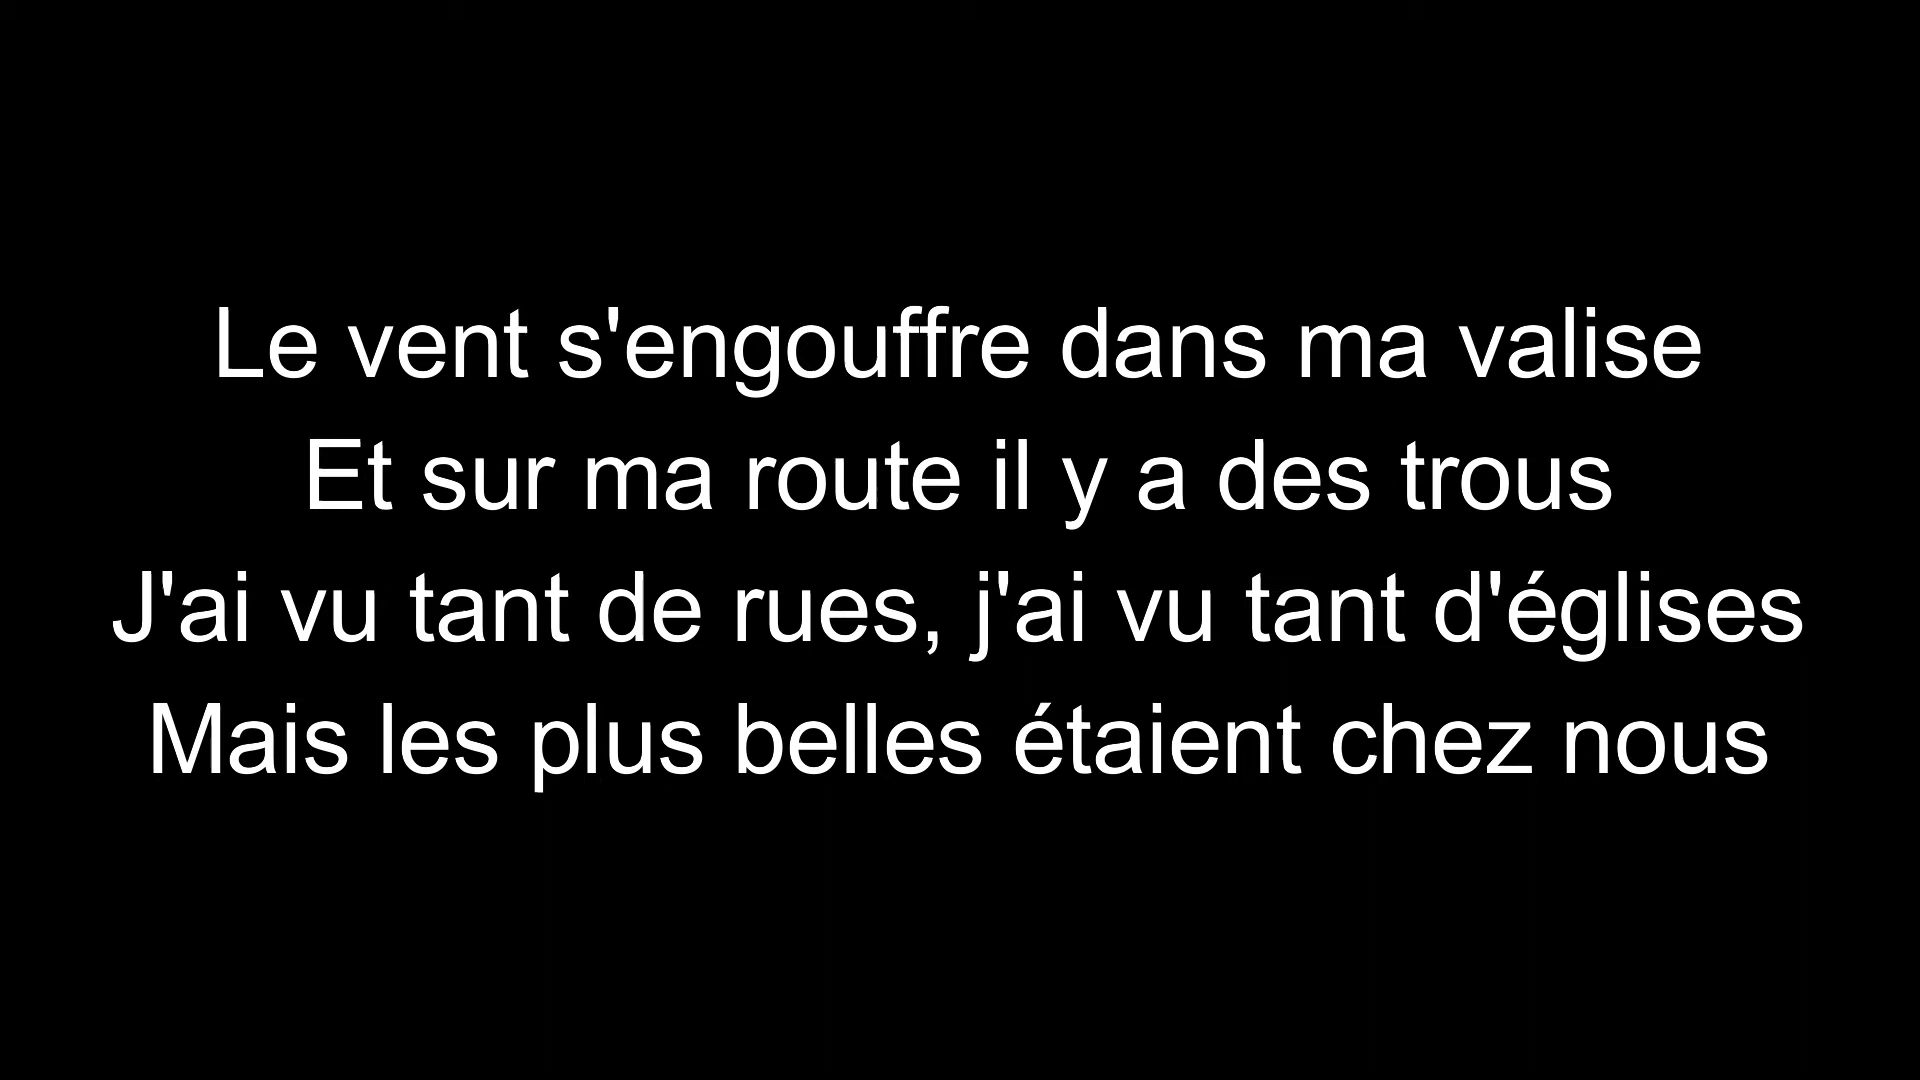 Le vent s'engouffre dans ma valise
Et sur ma route il y a des trous
J'ai vu tant de rues, j'ai vu tant d'églises
Mais les plus belles étaient chez nous